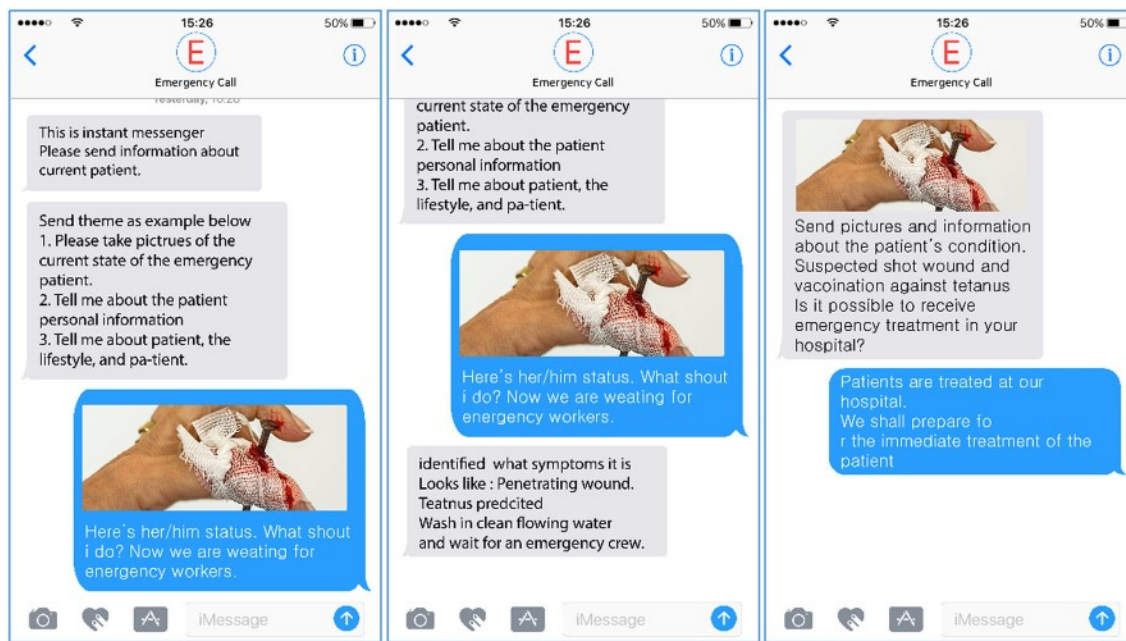 15:26
50%
E
Emergency Call
Yesterday, 10:20
This is instant messenger
Please send information about
current patient.
Send theme as example below
1. Please take pictrues of the
current state of the emergency
patient.
2. Tell me about the patient
personal information
3. Tell me about patient, the
lifestyle, and pa-tient.
Here's her/him status. What shout
i do? Now we are weating for
energency workers.
iMessage
15:26
50%
E
Emergency Call
current state of the emergency
patient.
2. Tell me about the patient
personal information
3. Tell me about patient, the
lifestyle, and pa-tient.
Here's her/him status. What shout
i do? Now we are weating for
energency workers.
identified what symptoms it is
Looks like : Penetrating wound.
Teatnus predcited
Wash in clean flowing water
and wait for an emergency crew.
iMessage
15:26
50%
E
Emergency Call
Send pictures and information
about the patient's condition.
Suspected shot wound and
vaccoination against tetanus
Is it possible to receive
emergency treatment in your
hospital?
Patients are treated at our
hospital.
We shall prepare fo
r the immediate treatment of the
patient
iMessage